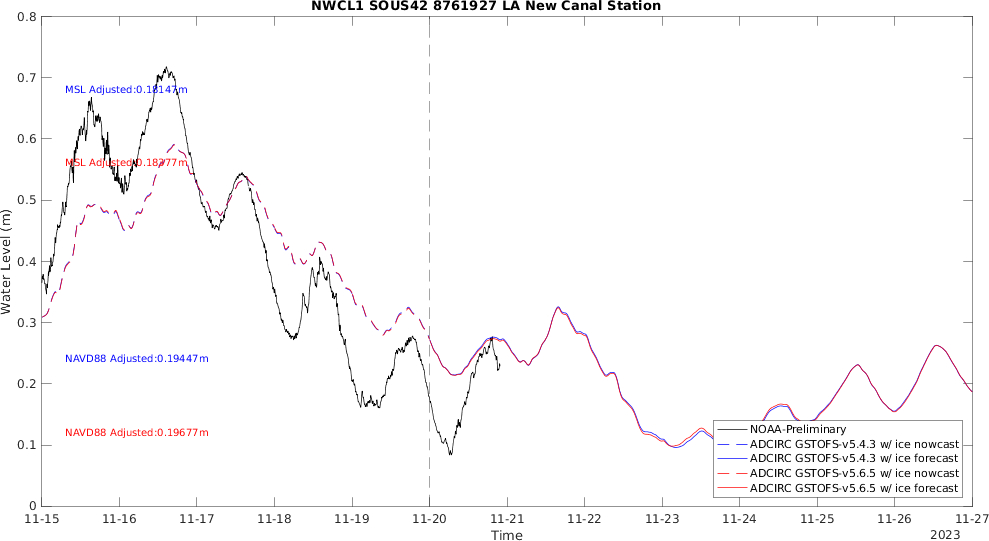 NWCL1 SOUS42 8761927 LA New Canal Station
Water Level (m)
0.8
0.7
0.6
0.5
0.4
0.3
0.2
0.1
0
MSL Adjusted:0.18147m
MSL Adjusted:0.18377m
NAVD88 Adjusted:0.19447m
NAVD88 Adjusted:0.19677m
NOAA-Preliminary
ADCIRC GSTOFS-v5.4.3 w/ ice nowcast
ADCIRC GSTOFS-v5.4.3 w/ ice forecast
ADCIRC GSTOFS-v5.6.5 w/ ice nowcast
ADCIRC GSTOFS-v5.6.5 w/ ice forecast
11-15 11-16 11-17 11-18 11-19 11-20 11-21 11-22 11-23 11-24 11-25 11-26 11-27
Time
2023